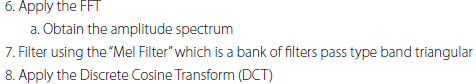 6. Apply the FFT
a. Obtain the amplitude spectrum
7. Filter using the “Mel Filter” which is a bank of filters pass type band triangular
8. Apply the Discrete Cosine Transform (DCT)